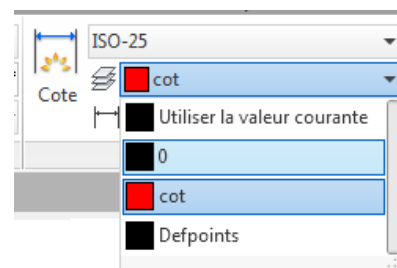 ISO-25
cot
Cote
Utiliser la valeur courante
0
cot
Defpoints